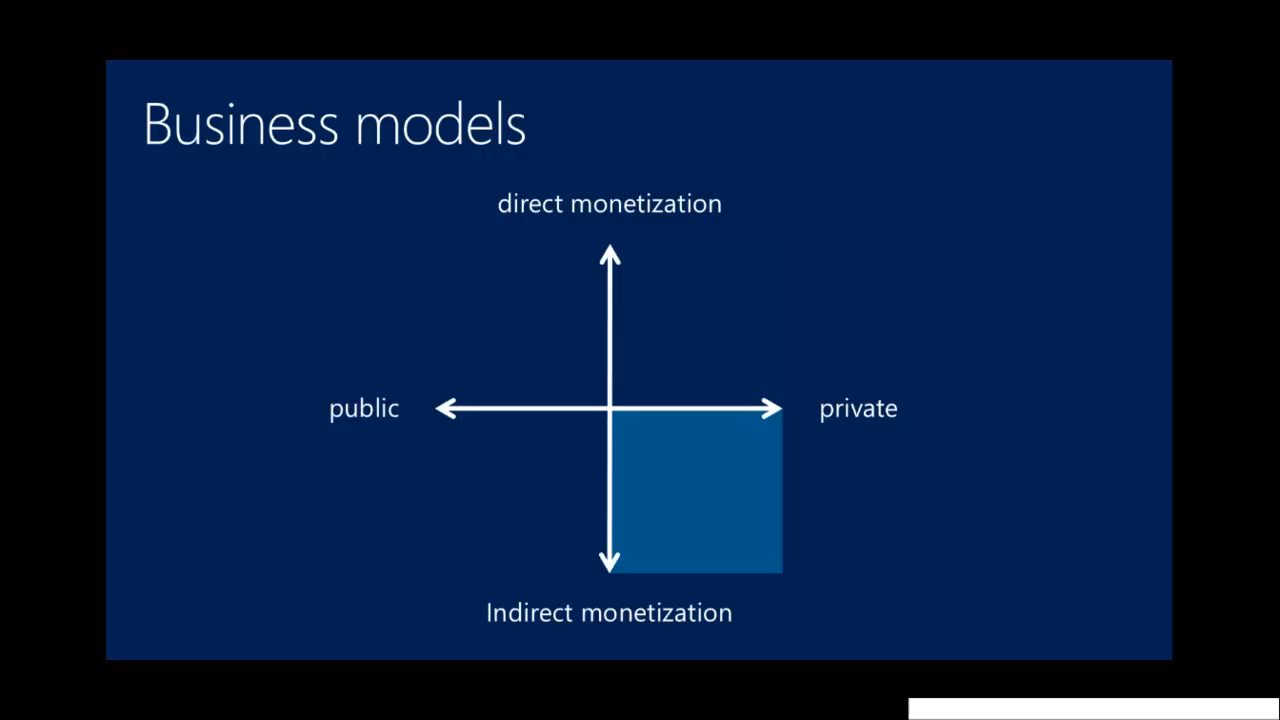 Business models
direct monetization
public
private
Indirect monetization